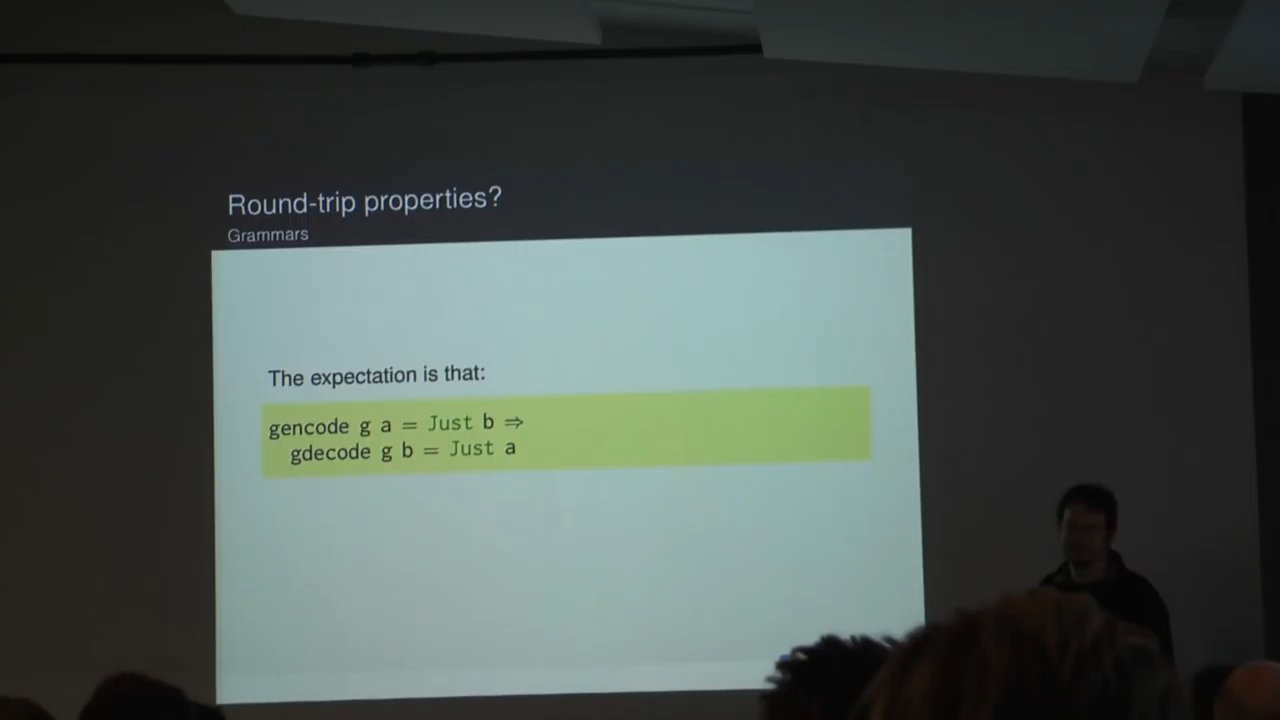 Round-trip properties?
Grammars
The expectation is that:
gencode g a = Just b ⇒
gdecode g b = Just a